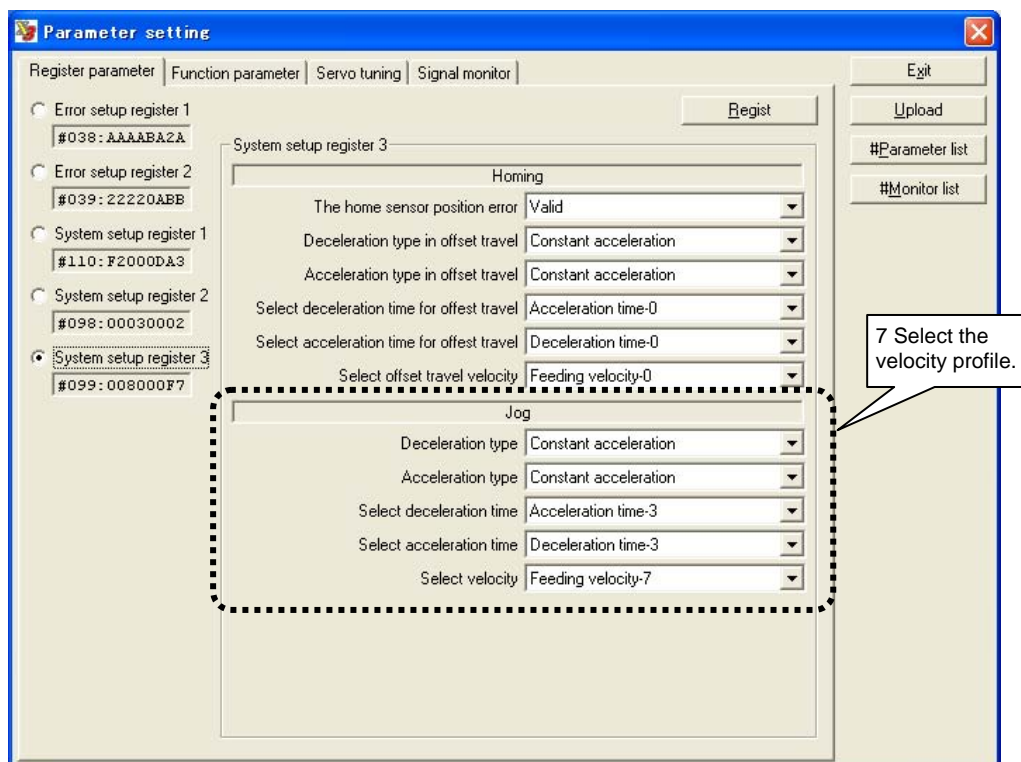 Parameter setting
Register parameter Function parameter Servo tuning Signal monitor
Exit
Upload
#Parameter list
#Monitor list
Error setup register 1
#038:AAAABA2A
Error setup register 2
#039:22220ABB
System setup register 1
#110:F2000DA3
System setup register 2
#098:00030002
System setup register 3
#099:008000F7
Regist
System setup register 3
Homing
The home sensor position error Valid
Deceleration type in offset travel Constant acceleration
Acceleration type in offset travel Constant acceleration
Select deceleration time for offest travel Acceleration time-0
Select acceleration time for offest travel Deceleration time-0
Select offset travel velocity Feeding velocity-0
Jog
Deceleration type Constant acceleration
Acceleration type Constant acceleration
Select deceleration time Acceleration time-3
Select acceleration time Deceleration time-3
Select velocity Feeding velocity-7
7 Select the
velocity profile.